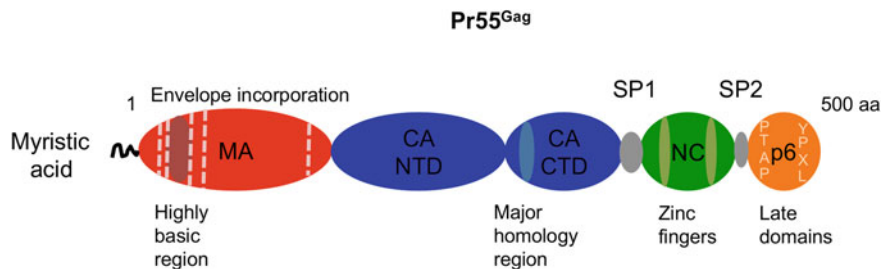 Pr55Gag
1 Envelope incorporation SP1 SP2 500 aa
Myristic
acid
MA
CA
NTD
CA
CTD
NC
PTAP
p6
YPXL
Highly
basic
region
Major
homology
region
Zinc
fingers
Late
domains